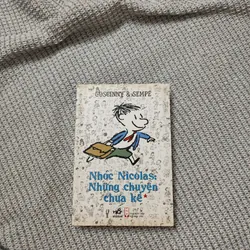 GOSCINNY & SEMPÉ
Nhóc Nicolas:
Những chuyện
chưa kể